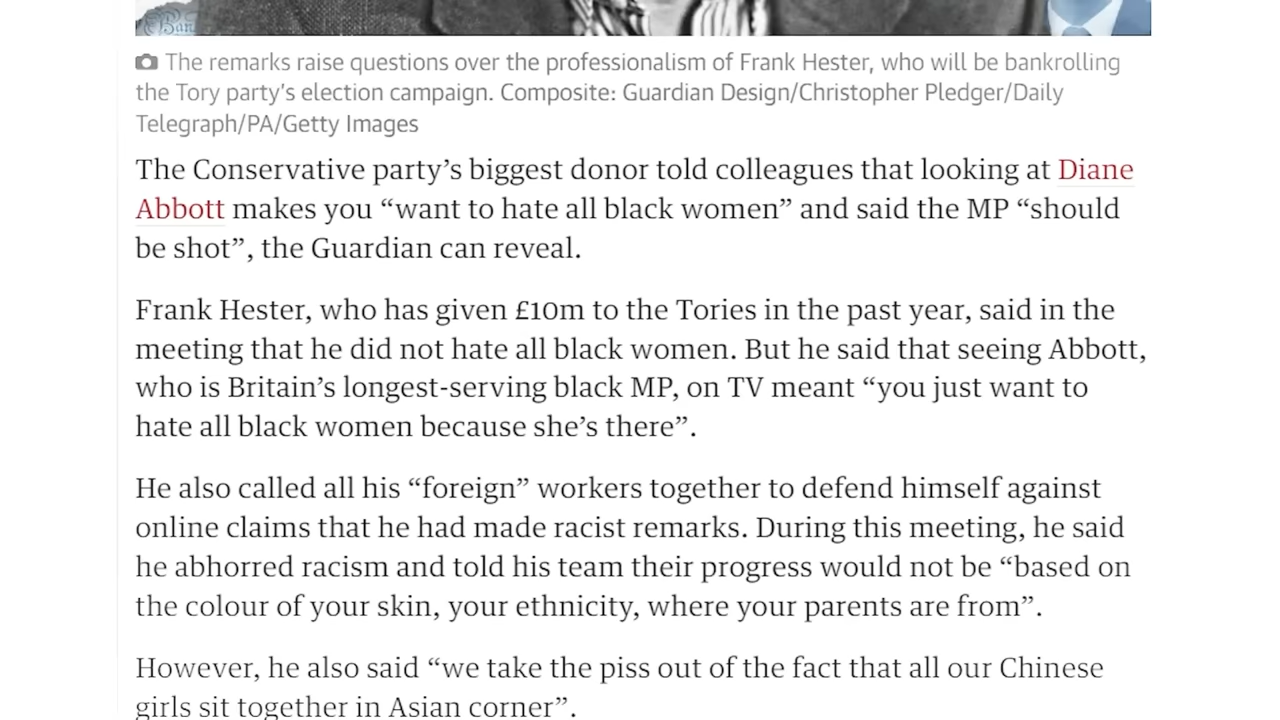 Ban
The remarks raise questions over the professionalism of Frank Hester, who will be bankrolling
the Tory party’s election campaign. Composite: Guardian Design/Christopher Pledger/Daily
Telegraph/PA/Getty Images
The Conservative party’s biggest donor told colleagues that looking at Diane
Abbott makes you “want to hate all black women” and said the MP “should
be shot”, the Guardian can reveal.
Frank Hester, who has given £10m to the Tories in the past year, said in the
meeting that he did not hate all black women. But he said that seeing Abbott,
who is Britain’s longest-serving black MP, on TV meant “you just want to
hate all black women because she’s there”.
He also called all his “foreign” workers together to defend himself against
online claims that he had made racist remarks. During this meeting, he said
he abhorred racism and told his team their progress would not be “based on
the colour of your skin, your ethnicity, where your parents are from”.
However, he also said “we take the piss out of the fact that all our Chinese
girls sit together in Asian corner”.